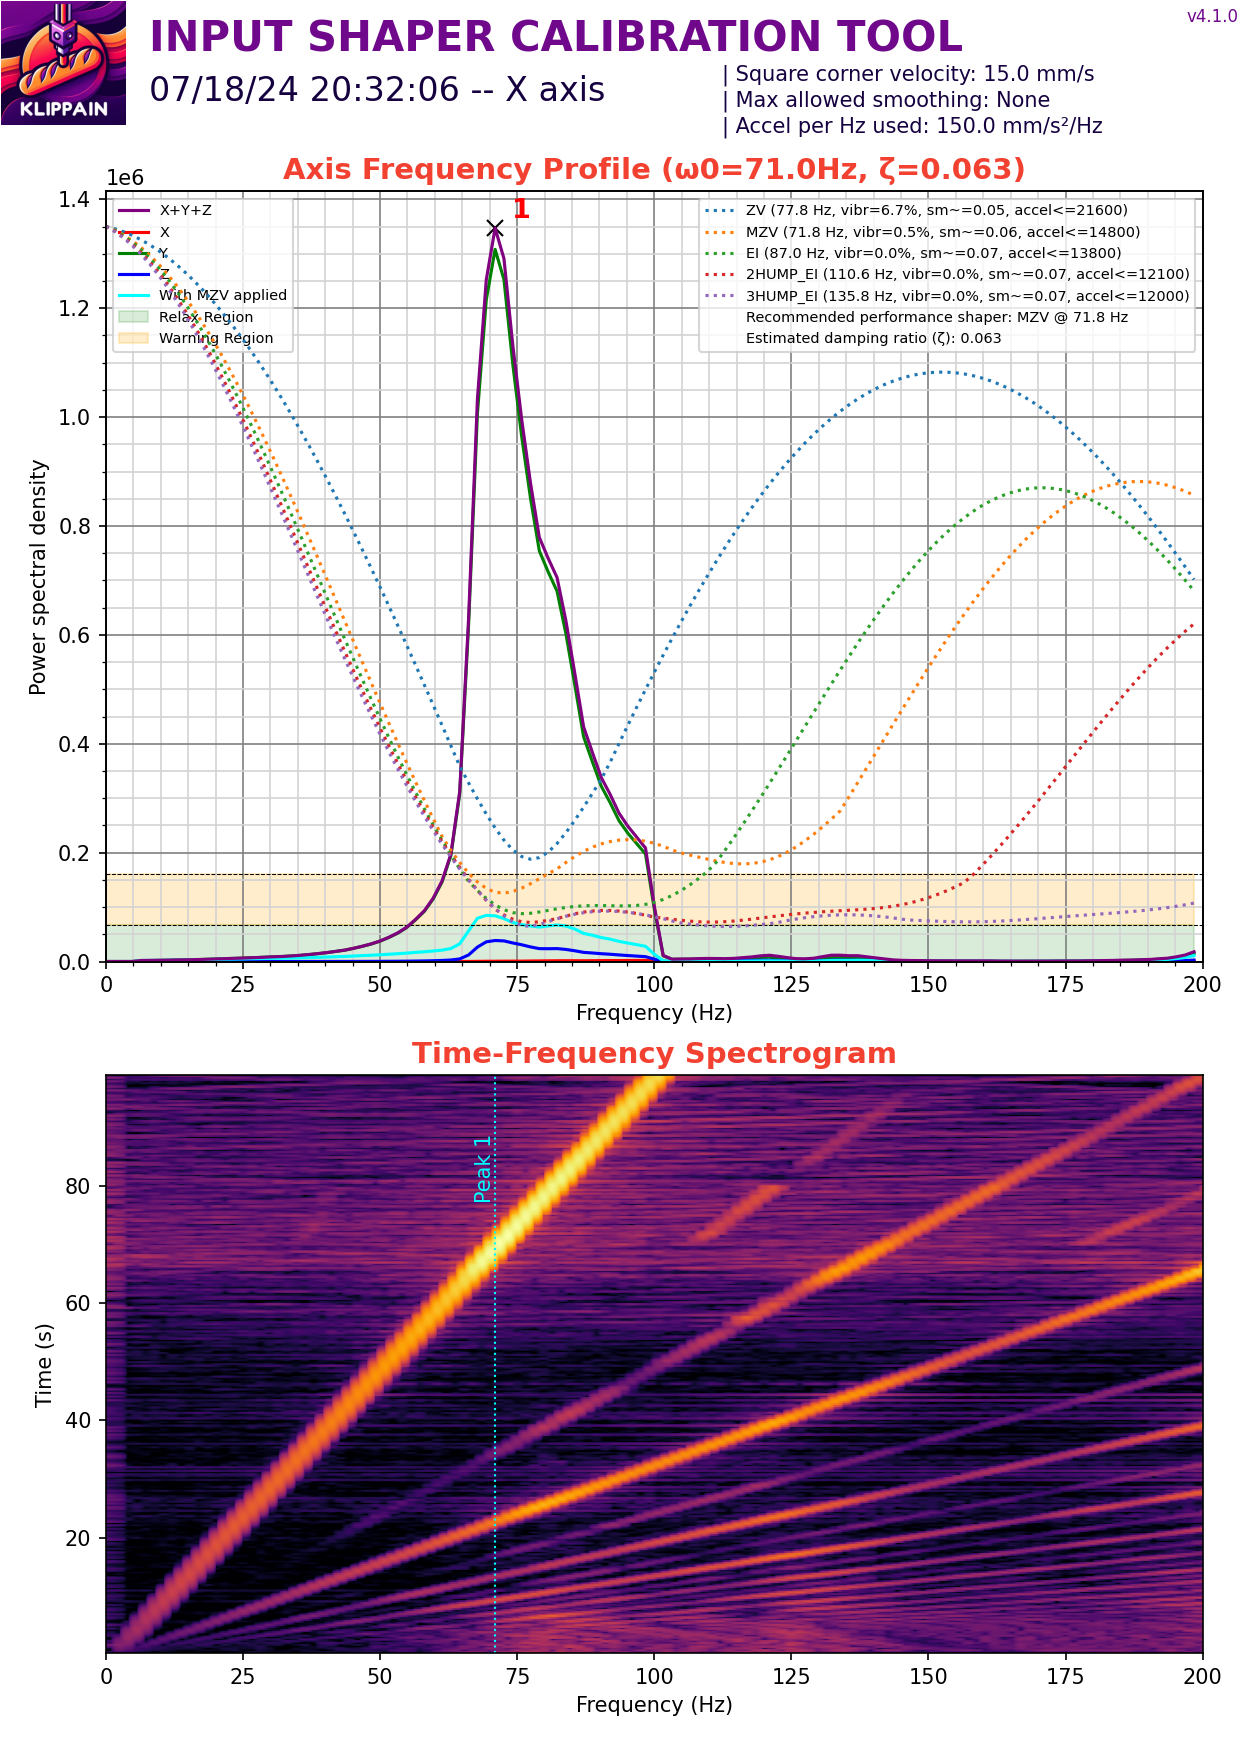 v4.1.0
INPUT SHAPER CALIBRATION TOOL
07/18/24 20:32:06 -- X axis
| Square corner velocity: 15.0 mm/s
| Max allowed smoothing: None
| Accel per Hz used: 150.0 mm/s²/Hz
KLIPPAIN
Axis Frequency Profile (ω0=71.0Hz, ζ=0.063)
1e6
1.4
1.2
1.0
0.8
0.6
0.4
0.2
0.0
Power spectral density
X+Y+Z
X
Y
Z
With MZV applied
Relax Region
Warning Region
1
ZV (77.8 Hz, vibr=6.7%, sm~=0.05, accel<=21600)
MZV (71.8 Hz, vibr=0.5%, sm~=0.06, accel<=14800)
EI (87.0 Hz, vibr=0.0%, sm~=0.07, accel<=13800)
2HUMP_EI (110.6 Hz, vibr=0.0%, sm~=0.07, accel<=12100)
3HUMP_EI (135.8 Hz, vibr=0.0%, sm~=0.07, accel<=12000)
Recommended performance shaper: MZV @ 71.8 Hz
Estimated damping ratio (ζ): 0.063
0 25 50 75 100 125 150 175 200
Frequency (Hz)
Time-Frequency Spectrogram
80
60
40
20
Time (s)
Peak 1
0 25 50 75 100 125 150 175 200
Frequency (Hz)